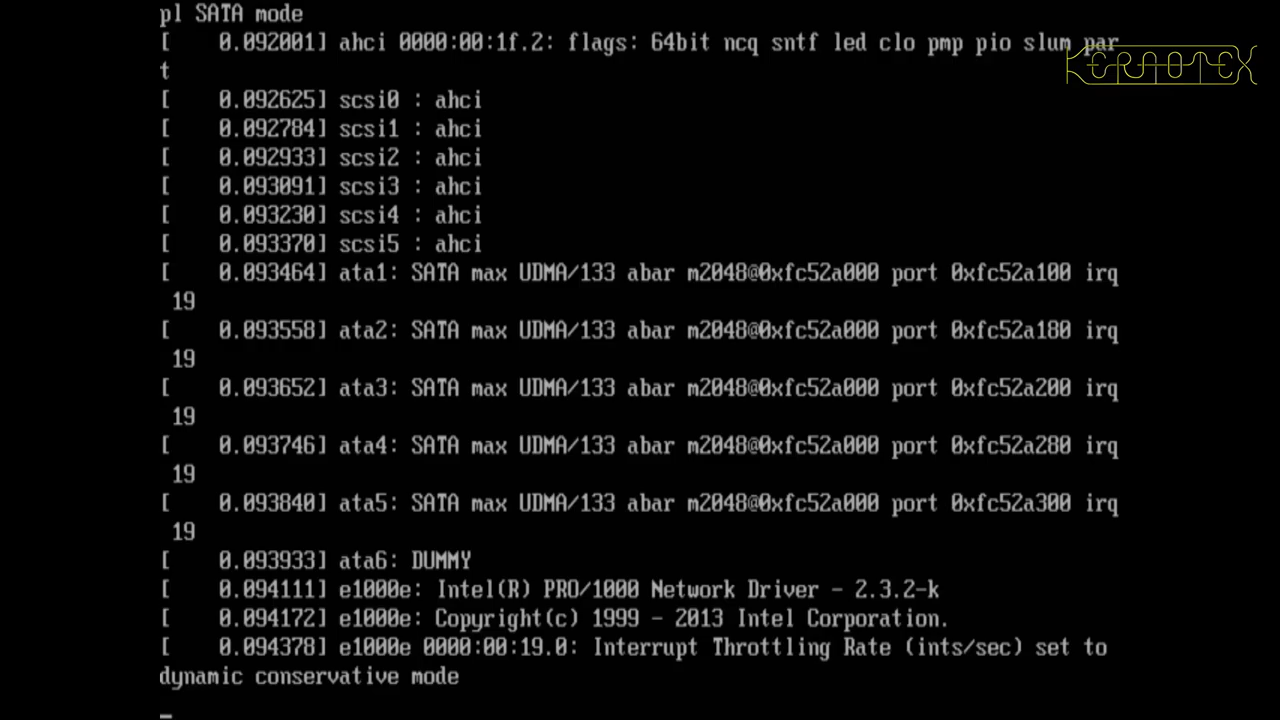 pl SATA mode
[    0.092001] ahci 0000:00:1f.2: flags: 64bit ncq sntf led clo pmp pio slum par
t
[    0.092625] scsi0 : ahci
[    0.092784] scsi1 : ahci
[    0.092933] scsi2 : ahci
[    0.093091] scsi3 : ahci
[    0.093230] scsi4 : ahci
[    0.093370] scsi5 : ahci
[    0.093464] ata1: SATA max UDMA/133 abar m2048@0xfc52a000 port 0xfc52a100 irq
 19
[    0.093558] ata2: SATA max UDMA/133 abar m2048@0xfc52a000 port 0xfc52a180 irq
 19
[    0.093652] ata3: SATA max UDMA/133 abar m2048@0xfc52a000 port 0xfc52a200 irq
 19
[    0.093746] ata4: SATA max UDMA/133 abar m2048@0xfc52a000 port 0xfc52a280 irq
 19
[    0.093840] ata5: SATA max UDMA/133 abar m2048@0xfc52a000 port 0xfc52a300 irq
 19
[    0.093933] ata6: DUMMY
[    0.094111] e1000e: Intel(R) PRO/1000 Network Driver - 2.3.2-k
[    0.094172] e1000e: Copyright(c) 1999 - 2013 Intel Corporation.
[    0.094378] e1000e 0000:00:19.0: Interrupt Throttling Rate (ints/sec) set to
dynamic conservative mode